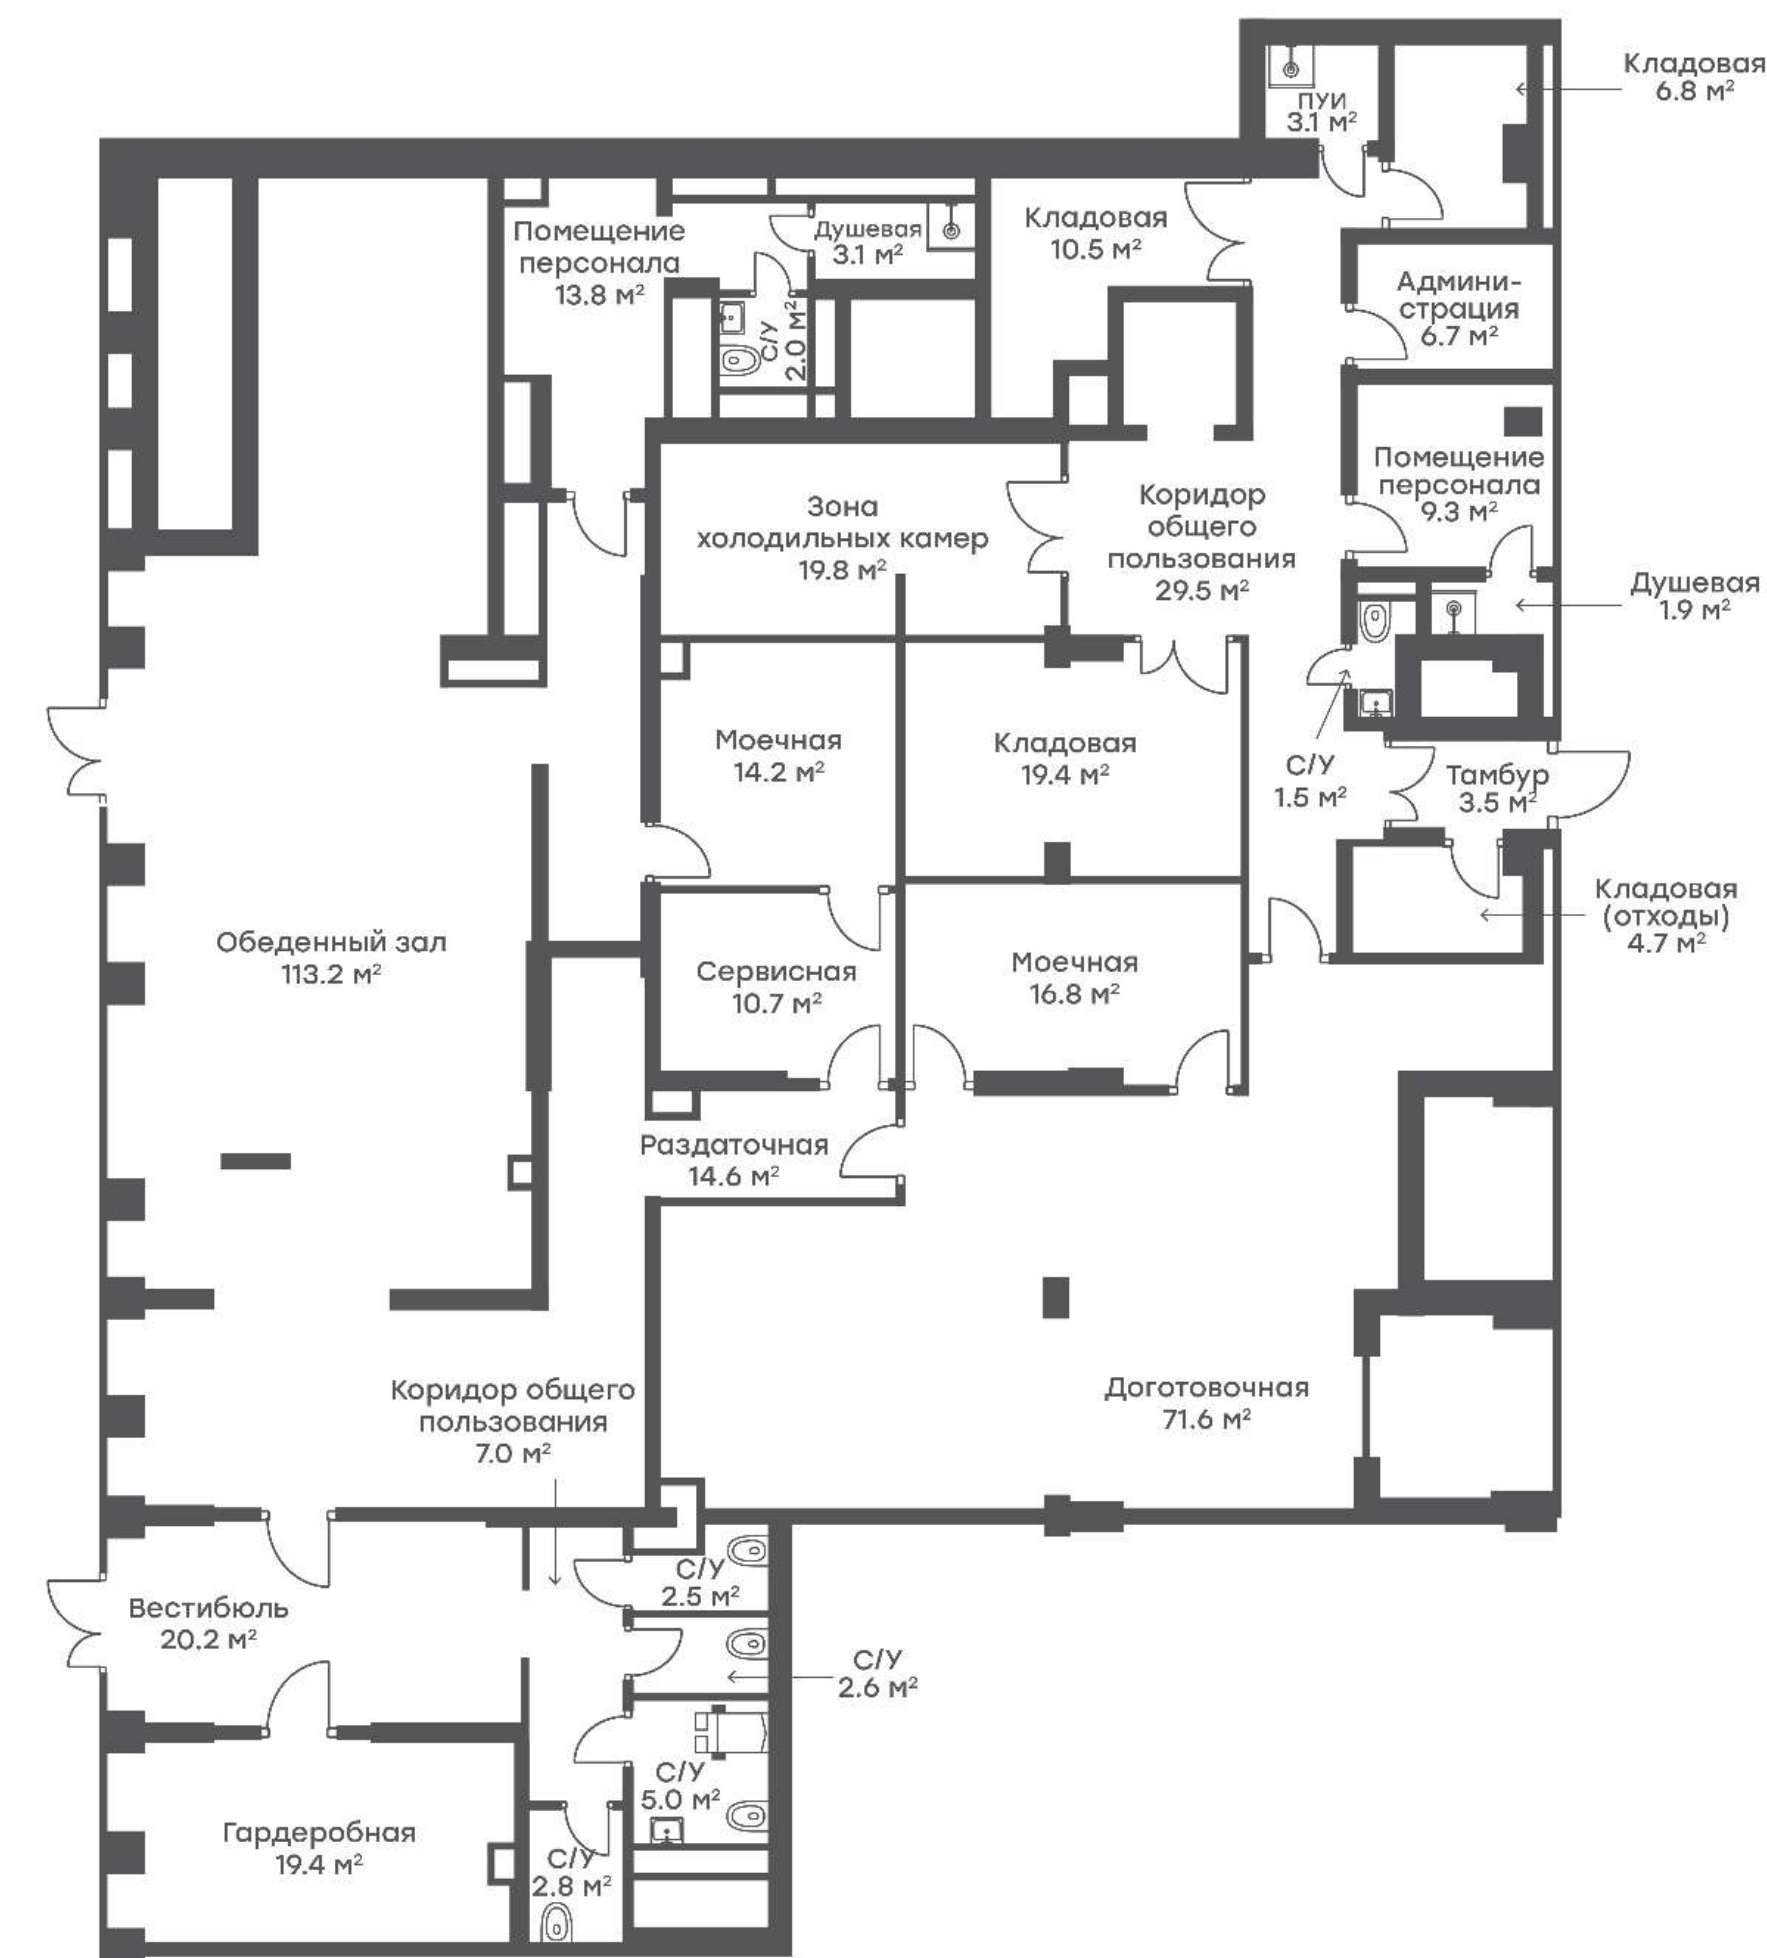 Кладовая
6.8 м²
ПУИ
3.1 м²
Помещение
персонала
13.8 м²
Душевая
3.1 м²
Кладовая
10.5 м²
Админи-
страция
6.7 м²
С/У
2.0 м²
Помещение
персонала
9.3 м²
Зона
холодильных камер
19.8 м²
Коридор
общего
пользования
29.5 м²
Душевая
1.9 м²
Моечная
14.2 м²
Кладовая
19.4 м²
С/У
1.5 м²
Тамбур
3.5 м²
Кладовая
(отходы)
4.7 м²
Обеденный зал
113.2 м²
Сервисная
10.7 м²
Моечная
16.8 м²
Раздаточная
14.6 м²
Коридор общего
пользования
7.0 м²
Доготовочная
71.6 м²
С/У
2.5 м²
Вестибюль
20.2 м²
С/У
2.6 м²
С/У
5.0 м²
Гардеробная
19.4 м²
С/У
2.8 м²